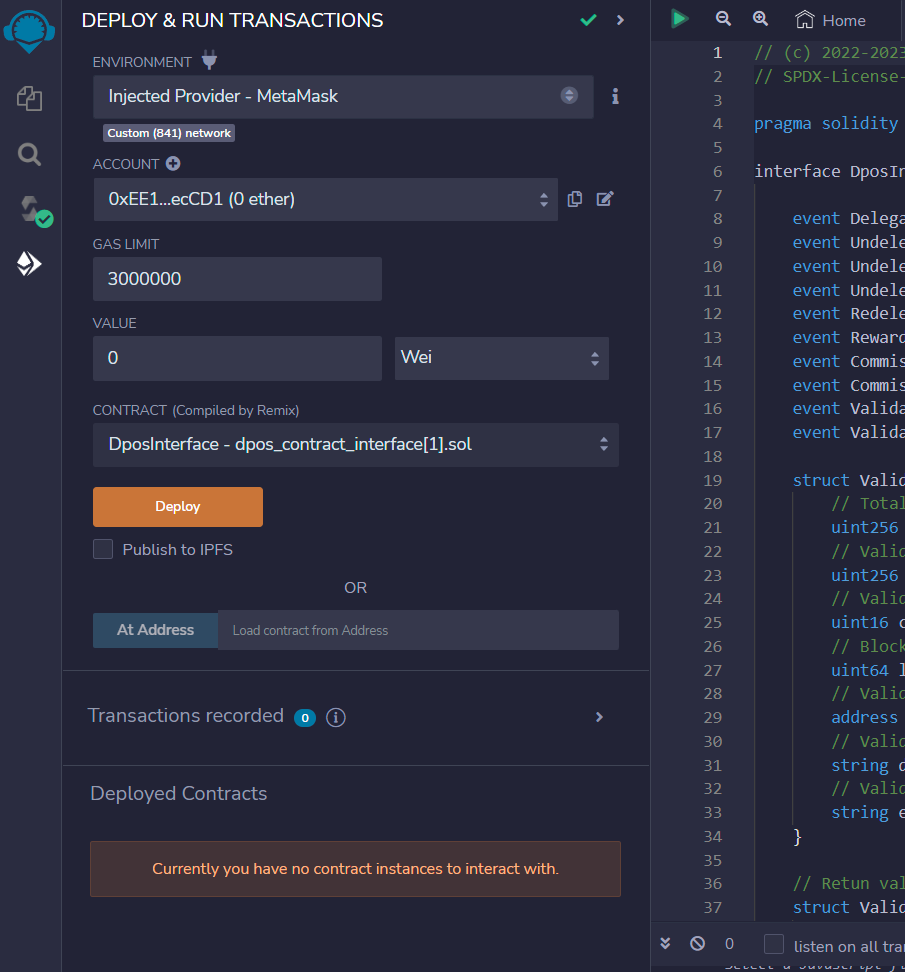 DEPLOY & RUN TRANSACTIONS
ENVIRONMENT
Injected Provider - MetaMask
Custom (841) network
ACCOUNT
0xEE1...ecCD1 (0 ether)
GAS LIMIT
3000000
VALUE
0
Wei
CONTRACT (Compiled by Remix)
DposInterface - dpos_contract_interface[1].sol
Deploy
Publish to IPFS
OR
At Address
Load contract from Address
Transactions recorded 0 i
Deployed Contracts
Currently you have no contract instances to interact with.
Home
1 // (c) 2022-2023
2 // SPDX-License-
3
4 pragma solidity
5
6 interface DposIn
7
8 event Delega
9 event Undele
10 event Undele
11 event Undele
12 event Redele
13 event Reward
14 event Commis
15 event Commis
16 event Valida
17 event Valida
18
19 struct Valid
20 // Total
21 uint256
22 // Valid
23 uint256
24 // Valid
25 uint16 c
26 // Block
27 uint64 l
28 // Valid
29 address
30 // Valid
31 string d
32 // Valid
33 string e
34 }
35
36 // Retun val
37 struct Valid
0
listen on all tra